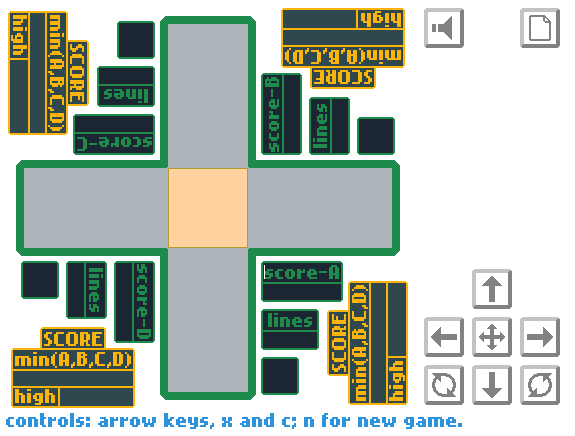 high
min(A,B,C,D)
SCORE
lines
score-C
high
min(A,B,C,D)
SCORE
score-B
lines
lines
score-D
SCORE
min(A,B,C,D)
high
score-A
lines
SCORE
min(A,B,C,D)
high
controls: arrow keys, x and c; n for new game.